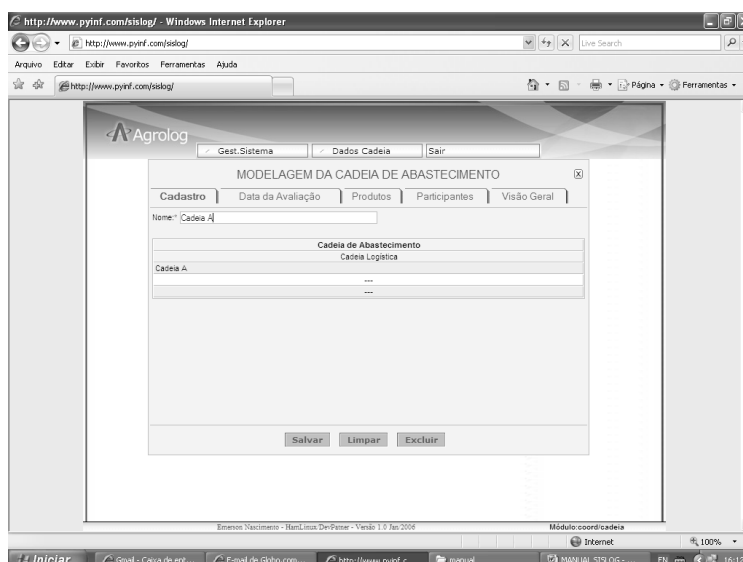 http://www.pyinf.com/sislog/ - Windows Internet Explorer
http://www.pyinf.com/sislog/
Live Search
Arquivo Editar Exibir Favoritos Ferramentas Ajuda
http://www.pyinf.com/sislog/
Página Ferramentas
Agrolog
Gest.Sistema Dados Cadeia Sair
MODELAGEM DA CADEIA DE ABASTECIMENTO X
Cadastro Data da Avaliação Produtos Participantes Visão Geral
Nome:* Cadeia A
Cadeia de Abastecimento
Cadeia Logística
Cadeia A
---
---
Salvar Limpar Excluir
Emerson Nascimento - HantLinux/DevPartner - Versão 1.0 Jan/2006 Módulo:coord/cadeia
Internet 100%
Iniciar Gmail - Caixa de ent... E-mail de Globo.com... http://www.pyinf.c... manual MANUAL SISLOG - ... EN 16:12